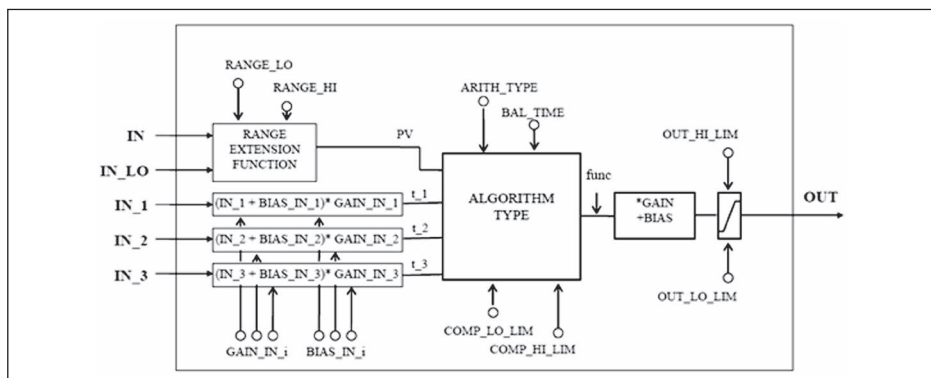 RANGE_LO
RANGE_HI
ARITH_TYPE
BAL_TIME
OUT_HI_LIM
IN
RANGE
EXTENSION
FUNCTION
PV
IN_LO
func
ALGORITHM
TYPE
*GAIN
+BIAS
OUT
IN_1
(IN_1 + BIAS_IN_1)* GAIN_IN_1
t_1
IN_2
(IN_2 + BIAS_IN_2)* GAIN_IN_2
t_2
IN_3
(IN_3 + BIAS_IN_3)* GAIN_IN_3
t_3
OUT_LO_LIM
COMP_LO_LIM
COMP_HI_LIM
GAIN_IN_i
BIAS_IN_i